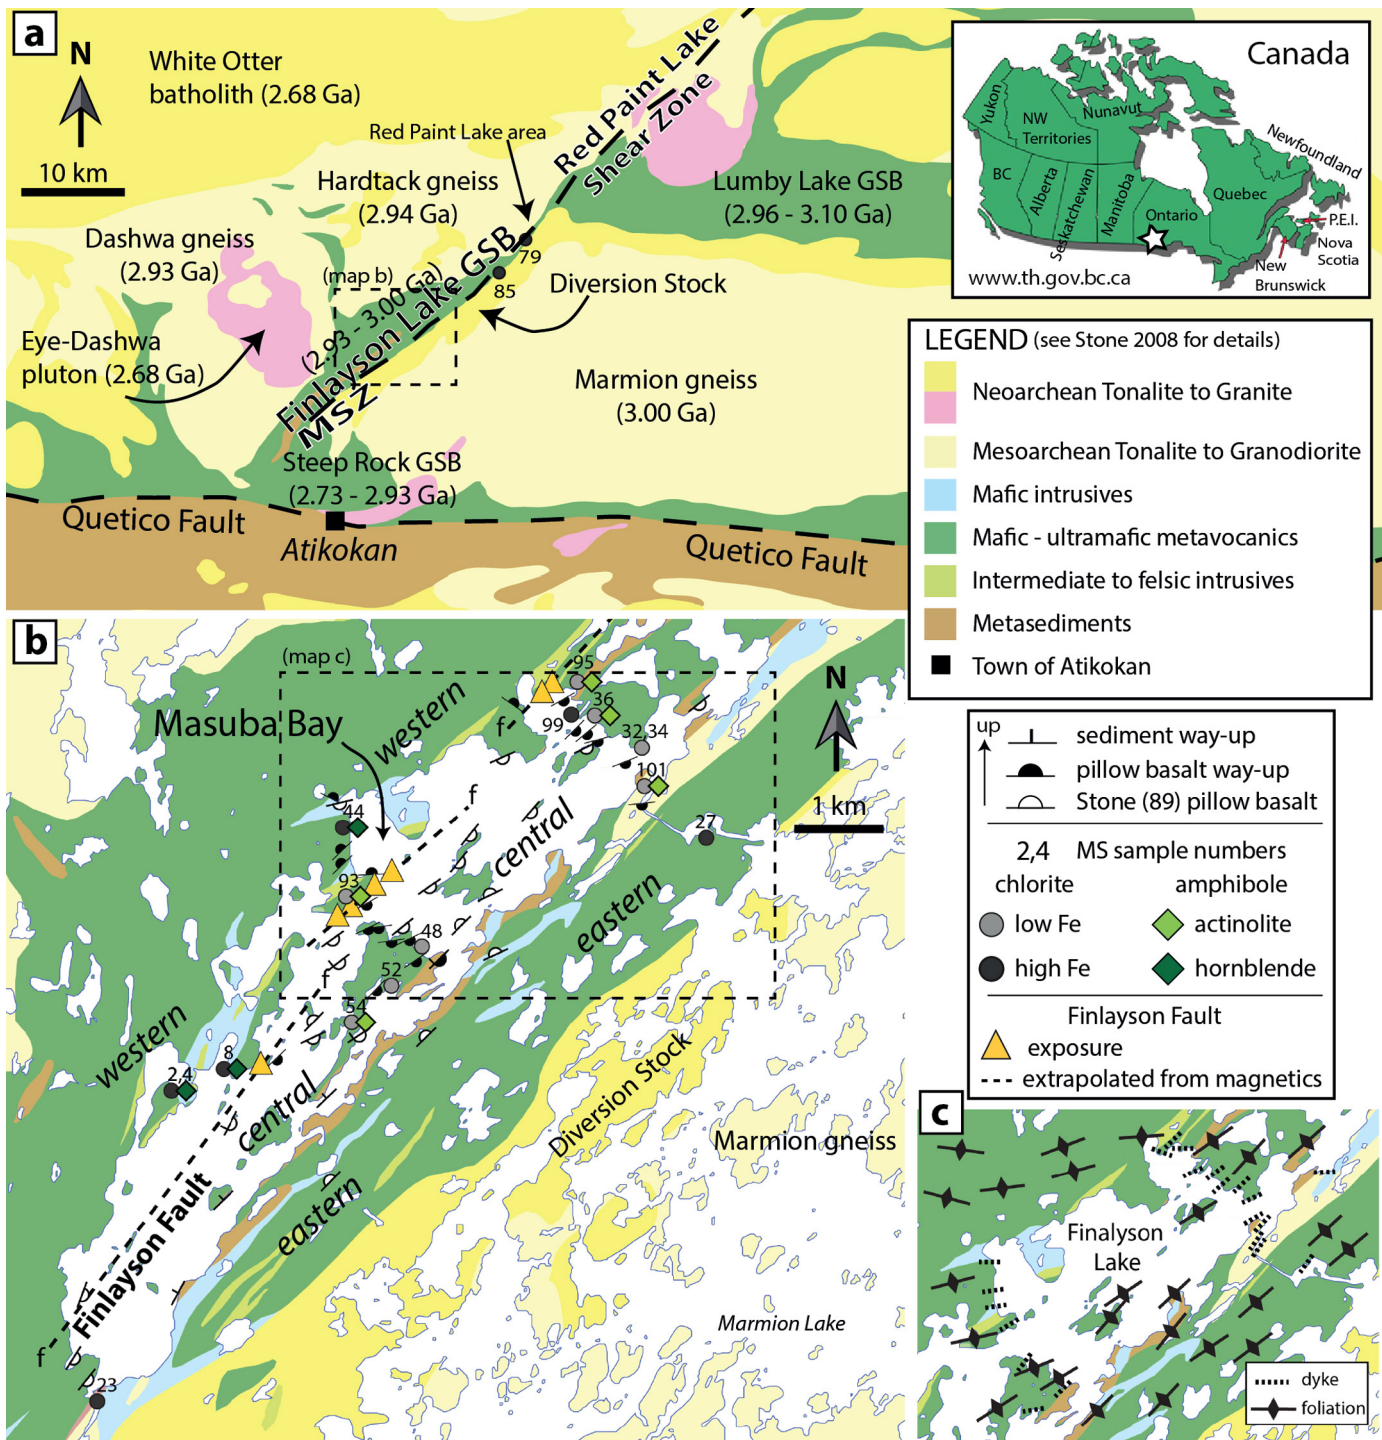 a
N
10 km
White Otter
batholith (2.68 Ga)
Red Paint Lake area
Red Paint Lake
Shear Zone
Hardtack gneiss
(2.94 Ga)
Lumby Lake GSB
(2.96 - 3.10 Ga)
Dashwa gneiss
(2.93 Ga)
(map b)
79
85
Diversion Stock
(2.93 - 3.00 Ga)
Finlayson Lake GSB
MSZ
Eye-Dashwa
pluton (2.68 Ga)
Marmion gneiss
(3.00 Ga)
Steep Rock GSB
(2.73 - 2.93 Ga)
Quetico Fault
Atikokan
Quetico Fault
Canada
Yukon
NW
Territories
Nunavut
BC
Alberta
Seskatchewan
Manitoba
Ontario
Quebec
Newfoundland
P.E.I.
Nova
Scotia
New
Brunswick
www.th.gov.bc.ca
LEGEND (see Stone 2008 for details)
Neoarchean Tonalite to Granite
Mesoarchean Tonalite to Granodiorite
Mafic intrusives
Mafic - ultramafic metavocanics
Intermediate to felsic intrusives
Metasediments
Town of Atikokan
b
(map c)
Masuba Bay
western
f
95
36
99
32,34
101
27
N
1 km
44
f
central
93
eastern
48
f
52
54
western
8
2,4
central
Diversion Stock
Marmion gneiss
Finlayson Fault
eastern
Marmion Lake
f
23
up
sediment way-up
pillow basalt way-up
Stone (89) pillow basalt
2,4 MS sample numbers
chlorite amphibole
low Fe actinolite
high Fe hornblende
Finlayson Fault
exposure
extrapolated from magnetics
c
Finalyson
Lake
dyke
foliation